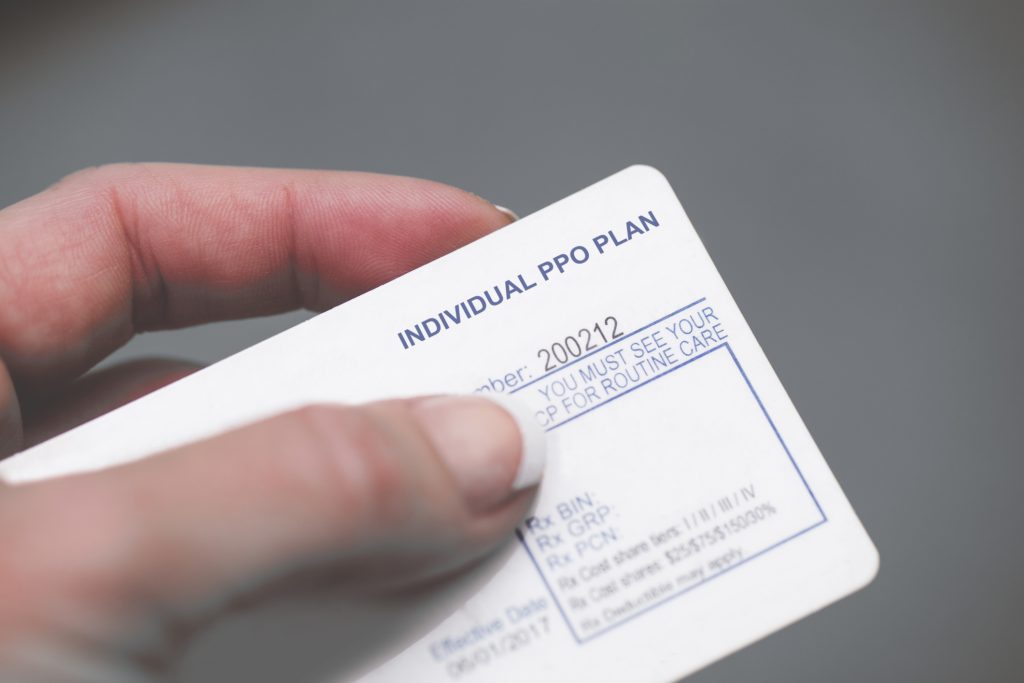 INDIVIDUAL PPO PLAN
mber: 200212
YOU MUST SEE YOUR
CP FOR ROUTINE CARE
Rx BIN:
Rx GRP:
Rx PCN:
Rx Cost share tiers: I / II / III / IV
Rx Cost shares: $25/$75/$150/30%
Rx Deductible may apply.
Effective Date
06/01/2017